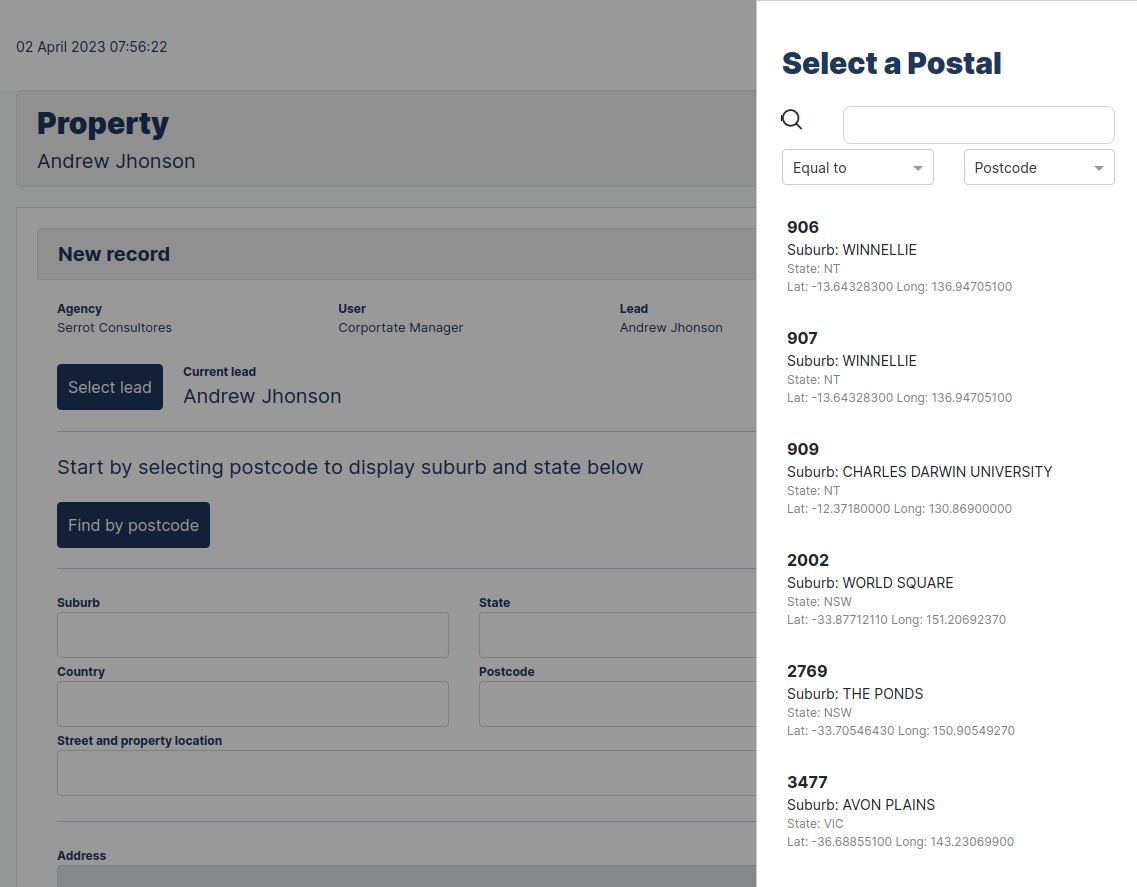 02 April 2023 07:56:22
Property
Andrew Jhonson
New record
Agency
Serrot Consultores
User
Corportate Manager
Lead
Andrew Jhonson
Select lead
Current lead
Andrew Jhonson
Start by selecting postcode to display suburb and state below
Find by postcode
Suburb
State
Country
Postcode
Street and property location
Address
Select a Postal
Equal to
Postcode
906
Suburb: WINNELLIE
State: NT
Lat: -13.64328300 Long: 136.94705100
907
Suburb: WINNELLIE
State: NT
Lat: -13.64328300 Long: 136.94705100
909
Suburb: CHARLES DARWIN UNIVERSITY
State: NT
Lat: -12.37180000 Long: 130.86900000
2002
Suburb: WORLD SQUARE
State: NSW
Lat: -33.87712110 Long: 151.20692370
2769
Suburb: THE PONDS
State: NSW
Lat: -33.70546430 Long: 150.90549270
3477
Suburb: AVON PLAINS
State: VIC
Lat: -36.68855100 Long: 143.23069900